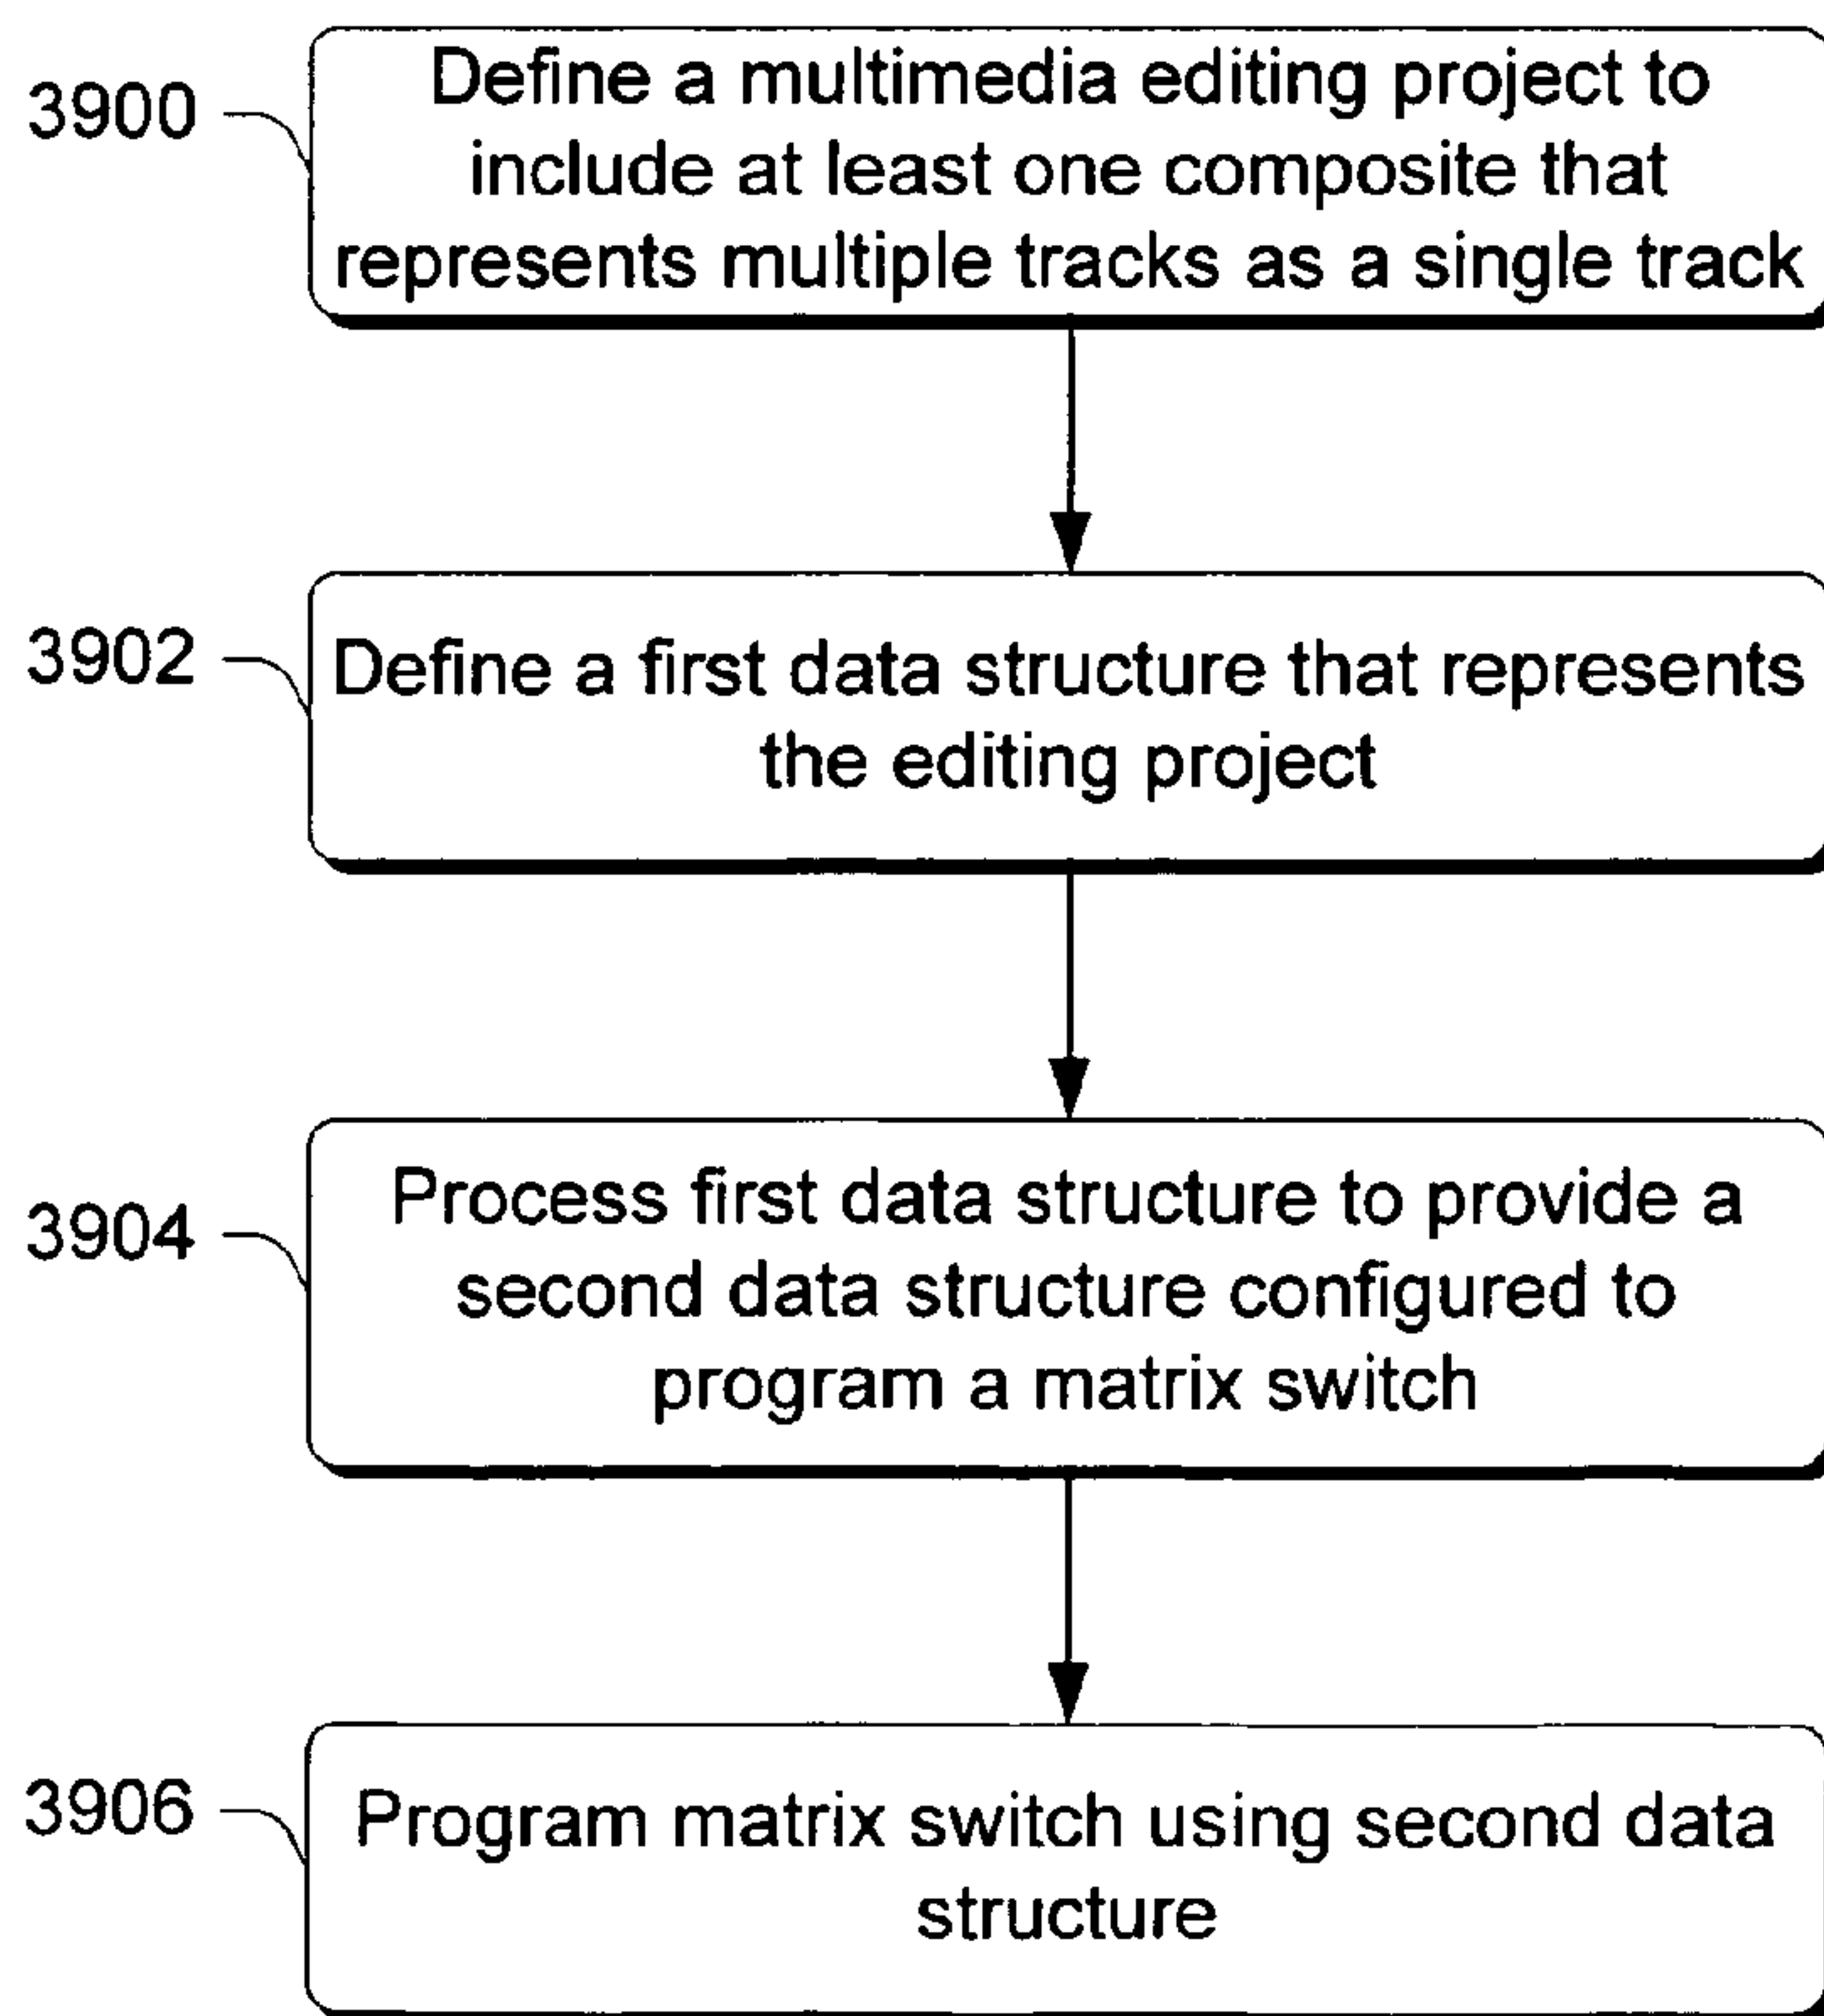 3900
Define a multimedia editing project to
include at least one composite that
represents multiple tracks as a single track
3902
Define a first data structure that represents
the editing project
3904
Process first data structure to provide a
second data structure configured to
program a matrix switch
3906
Program matrix switch using second data
structure